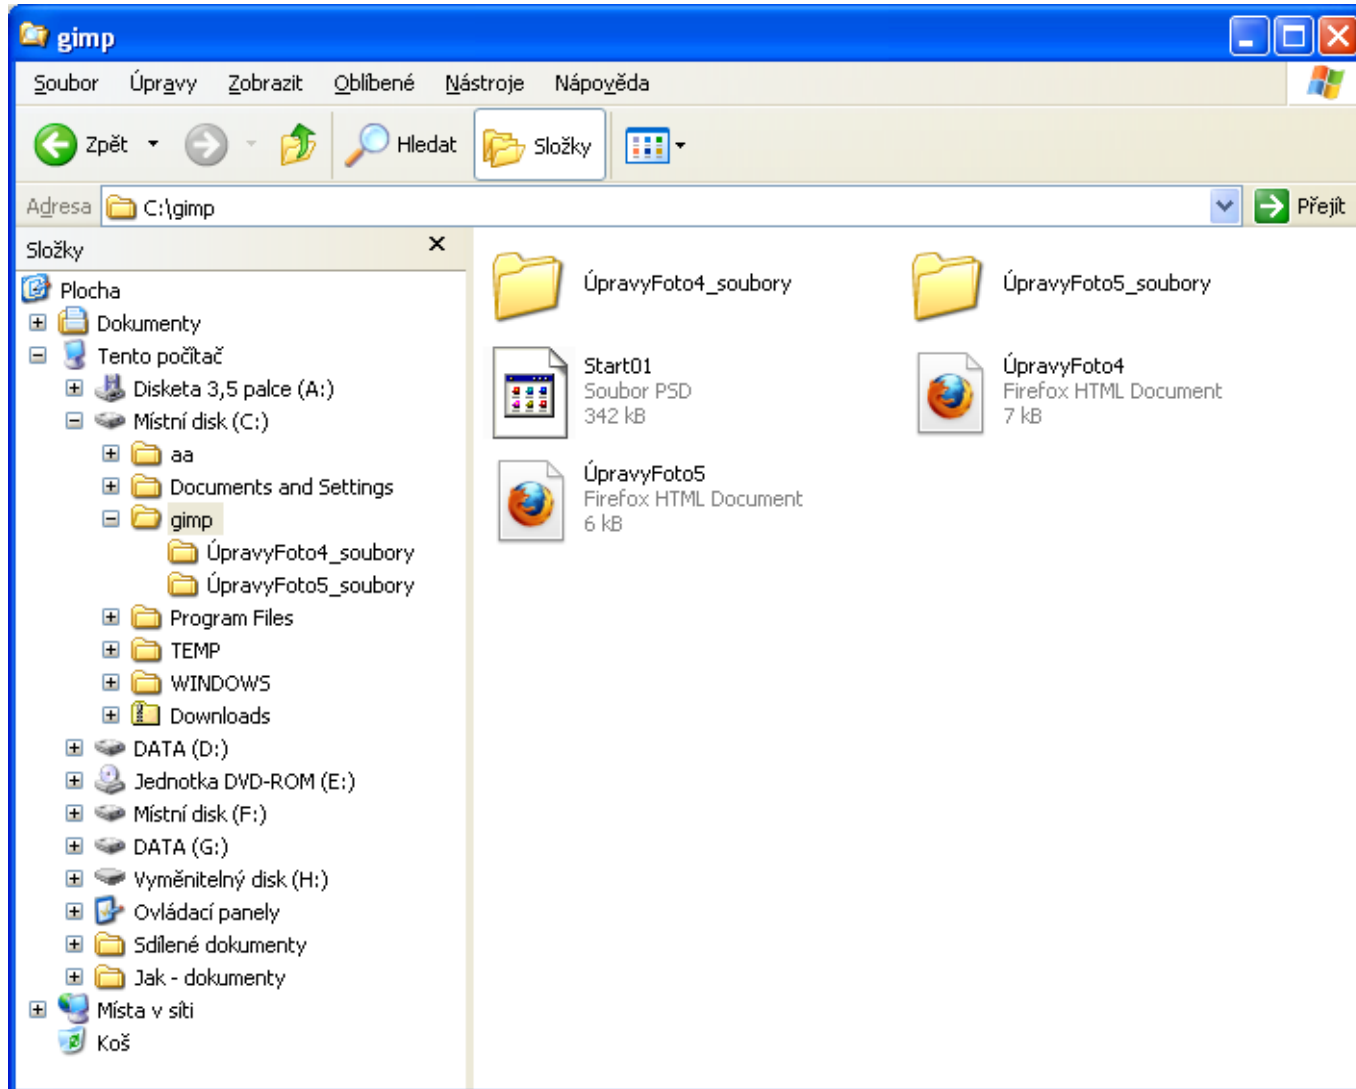 gimp
Soubor Úpravy Zobrazit Oblíbené Nástroje Nápověda
Zpět Hledat Složky
Adresa C:\gimp Přejít
Složky
Plocha
Dokumenty
Tento počítač
Disketa 3,5 palce (A:)
Místní disk (C:)
aa
Documents and Settings
gimp
ÚpravyFoto4_soubory
ÚpravyFoto5_soubory
Program Files
TEMP
WINDOWS
Downloads
DATA (D:)
Jednotka DVD-ROM (E:)
Místní disk (F:)
DATA (G:)
Vyměnitelný disk (H:)
Ovládací panely
Sdílené dokumenty
Jak - dokumenty
Místa v síti
Koš
ÚpravyFoto4_soubory
ÚpravyFoto5_soubory
Start01
Soubor PSD
342 kB
ÚpravyFoto4
Firefox HTML Document
7 kB
ÚpravyFoto5
Firefox HTML Document
6 kB